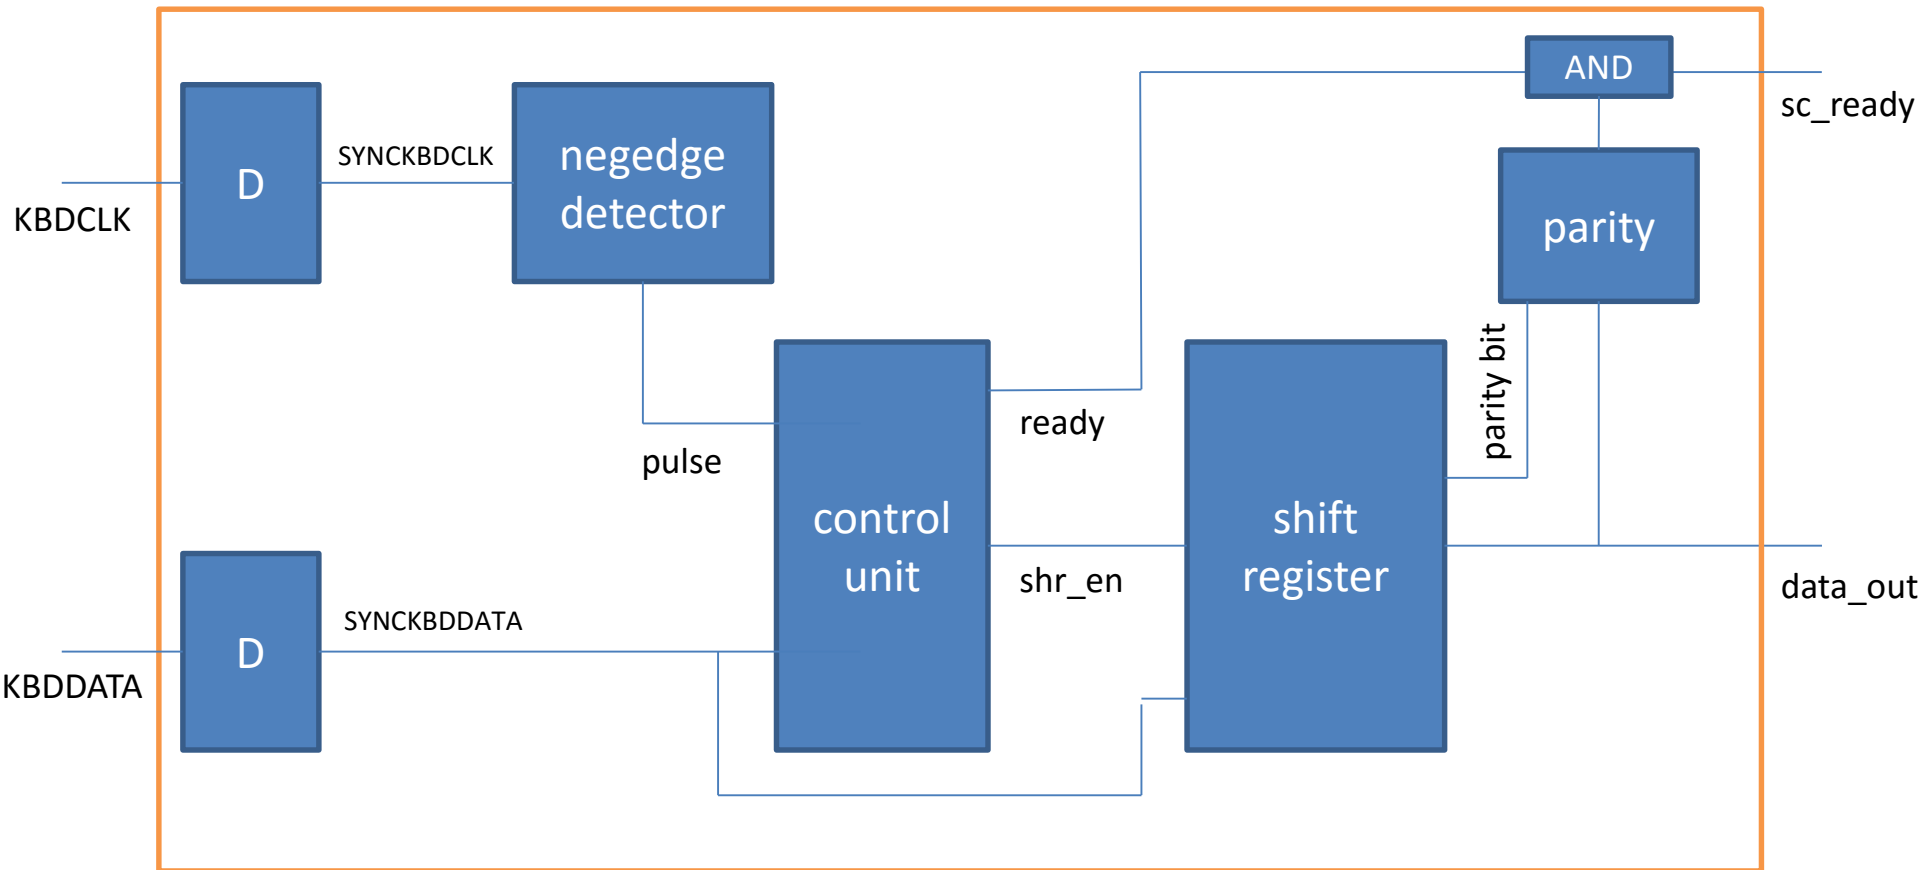 AND
sc_ready
D
SYNCKBDCLK
negedge
detector
KBDCLK
parity
parity bit
ready
pulse
control
unit
shift
register
shr_en
data_out
D
SYNCKBDDATA
KBDDATA